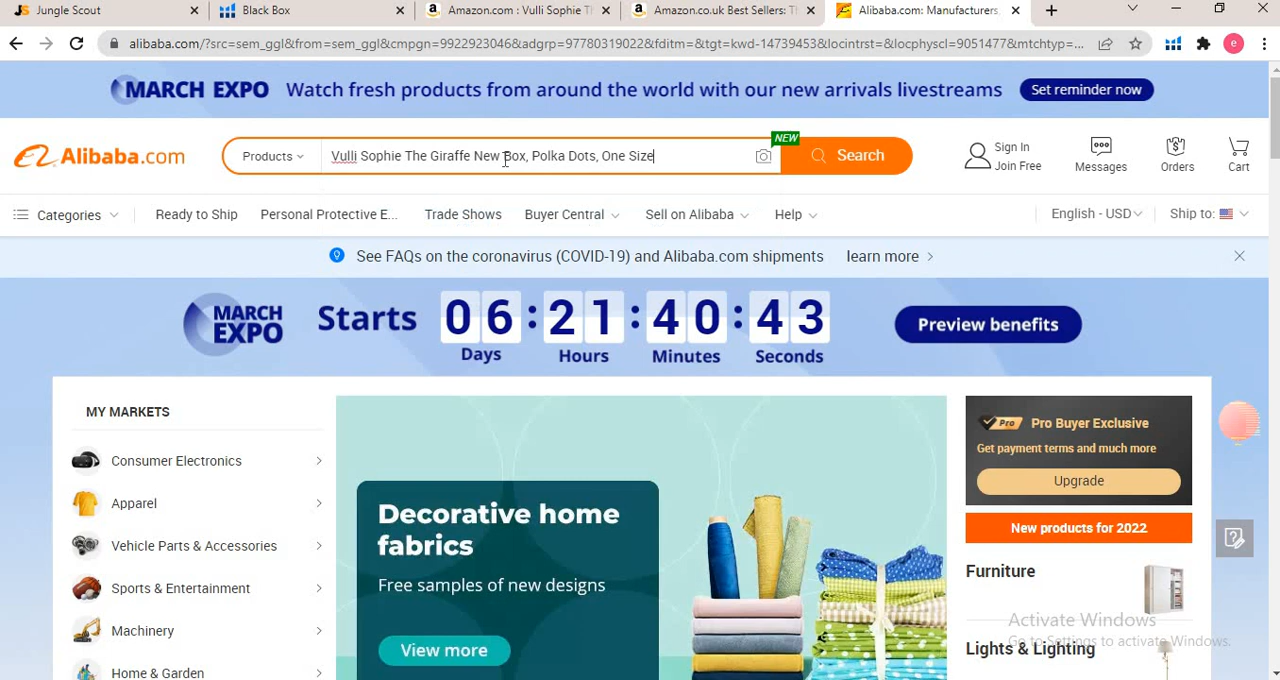 Jungle Scout
Black Box
Amazon.com : Vulli Sophie Th
Amazon.co.uk Best Sellers: Th
Alibaba.com: Manufacturers,
alibaba.com/?src=sem_ggl&from=sem_ggl&cmpgn=9922923046&adgrp=97780319022&fditm=&tgt=kwd-14739453&locintrst=&locphyscl=9051477&mtchtyp=...
MARCH EXPO Watch fresh products from around the world with our new arrivals livestreams Set reminder now
Alibaba.com
Products
Vulli Sophie The Giraffe New Box, Polka Dots, One Size
NEW
Search
Sign In
Join Free
Messages
Orders
Cart
Categories
Ready to Ship
Personal Protective E...
Trade Shows
Buyer Central
Sell on Alibaba
Help
English - USD
Ship to:
See FAQs on the coronavirus (COVID-19) and Alibaba.com shipments learn more
MARCH
EXPO
Starts
06 : 21 : 40 : 43
Days Hours Minutes Seconds
Preview benefits
MY MARKETS
Consumer Electronics
Apparel
Vehicle Parts & Accessories
Sports & Entertainment
Machinery
Home & Garden
Decorative home
fabrics
Free samples of new designs
View more
Pro Pro Buyer Exclusive
Get payment terms and much more
Upgrade
New products for 2022
Furniture
Lights & Lighting
Activate Windows
Go to Settings to activate Windows.